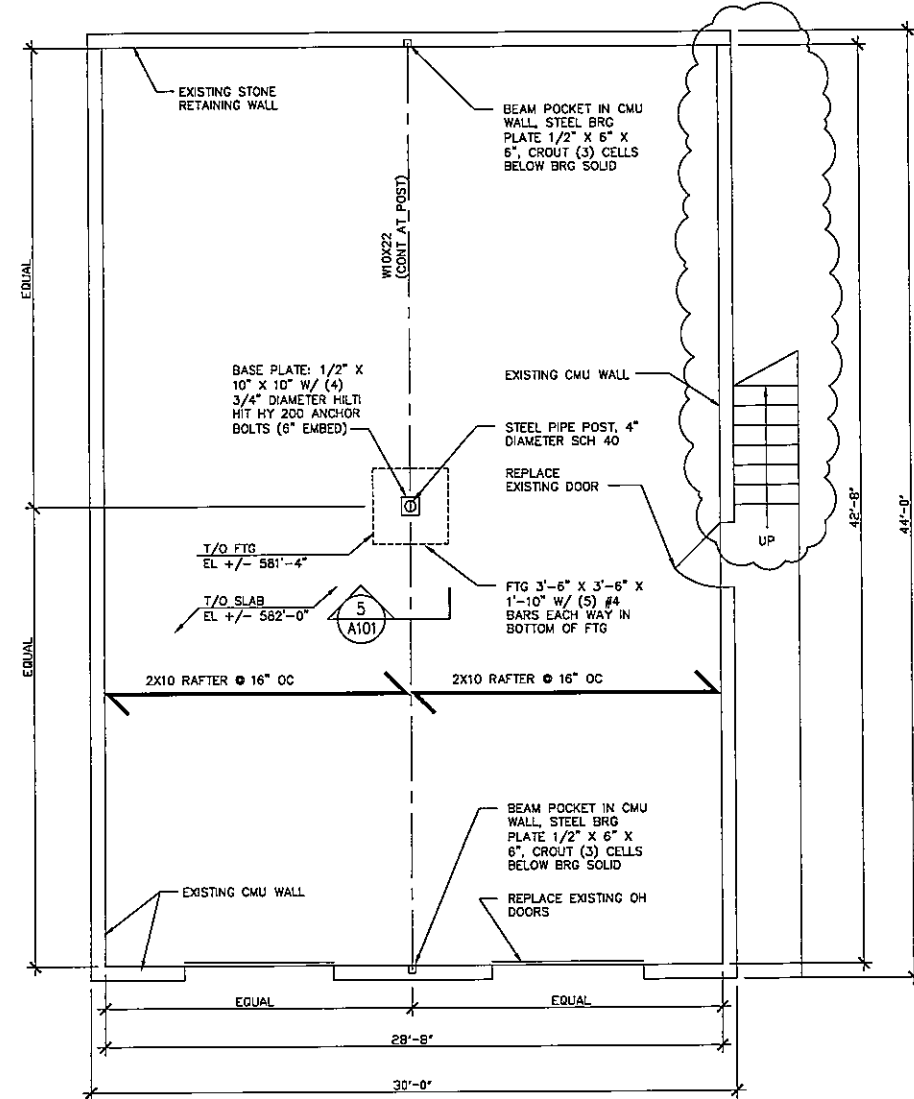 EXISTING STONE
RETAINING WALL
BEAM POCKET IN CMU
WALL, STEEL BRG
PLATE 1/2" X 6" X
6", CROUT (3) CELLS
BELOW BRG SOLID
EQUAL
W10X22
(CONT AT POST)
BASE PLATE: 1/2" X
10" X 10" W/ (4)
3/4" DIAMETER HILTI
HIT HY 200 ANCHOR
BOLTS (6" EMBED)
EXISTING CMU WALL
STEEL PIPE POST, 4"
DIAMETER SCH 40
REPLACE
EXISTING DOOR
UP
42'-8"
44'-0"
T/O FTG
EL +/- 581'-4"
T/O SLAB
EL +/- 582'-0"
5
A101
FTG 3'-6" X 3'-6" X
1'-10" W/ (5) #4
BARS EACH WAY IN
BOTTOM OF FTG
EQUAL
2X10 RAFTER @ 16" OC
2X10 RAFTER @ 16" OC
BEAM POCKET IN CMU
WALL, STEEL BRG
PLATE 1/2" X 6" X
6", CROUT (3) CELLS
BELOW BRG SOLID
EXISTING CMU WALL
REPLACE EXISTING OH
DOORS
EQUAL
EQUAL
28'-8"
30'-0"